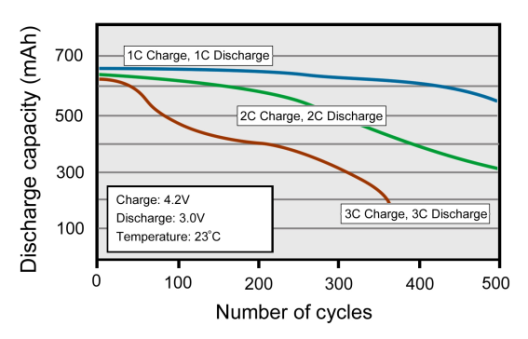 Discharge capacity (mAh)
700
500
300
100
1C Charge, 1C Discharge
2C Charge, 2C Discharge
3C Charge, 3C Discharge
Charge: 4.2V
Discharge: 3.0V
Temperature: 23°C
0 100 200 300 400 500
Number of cycles